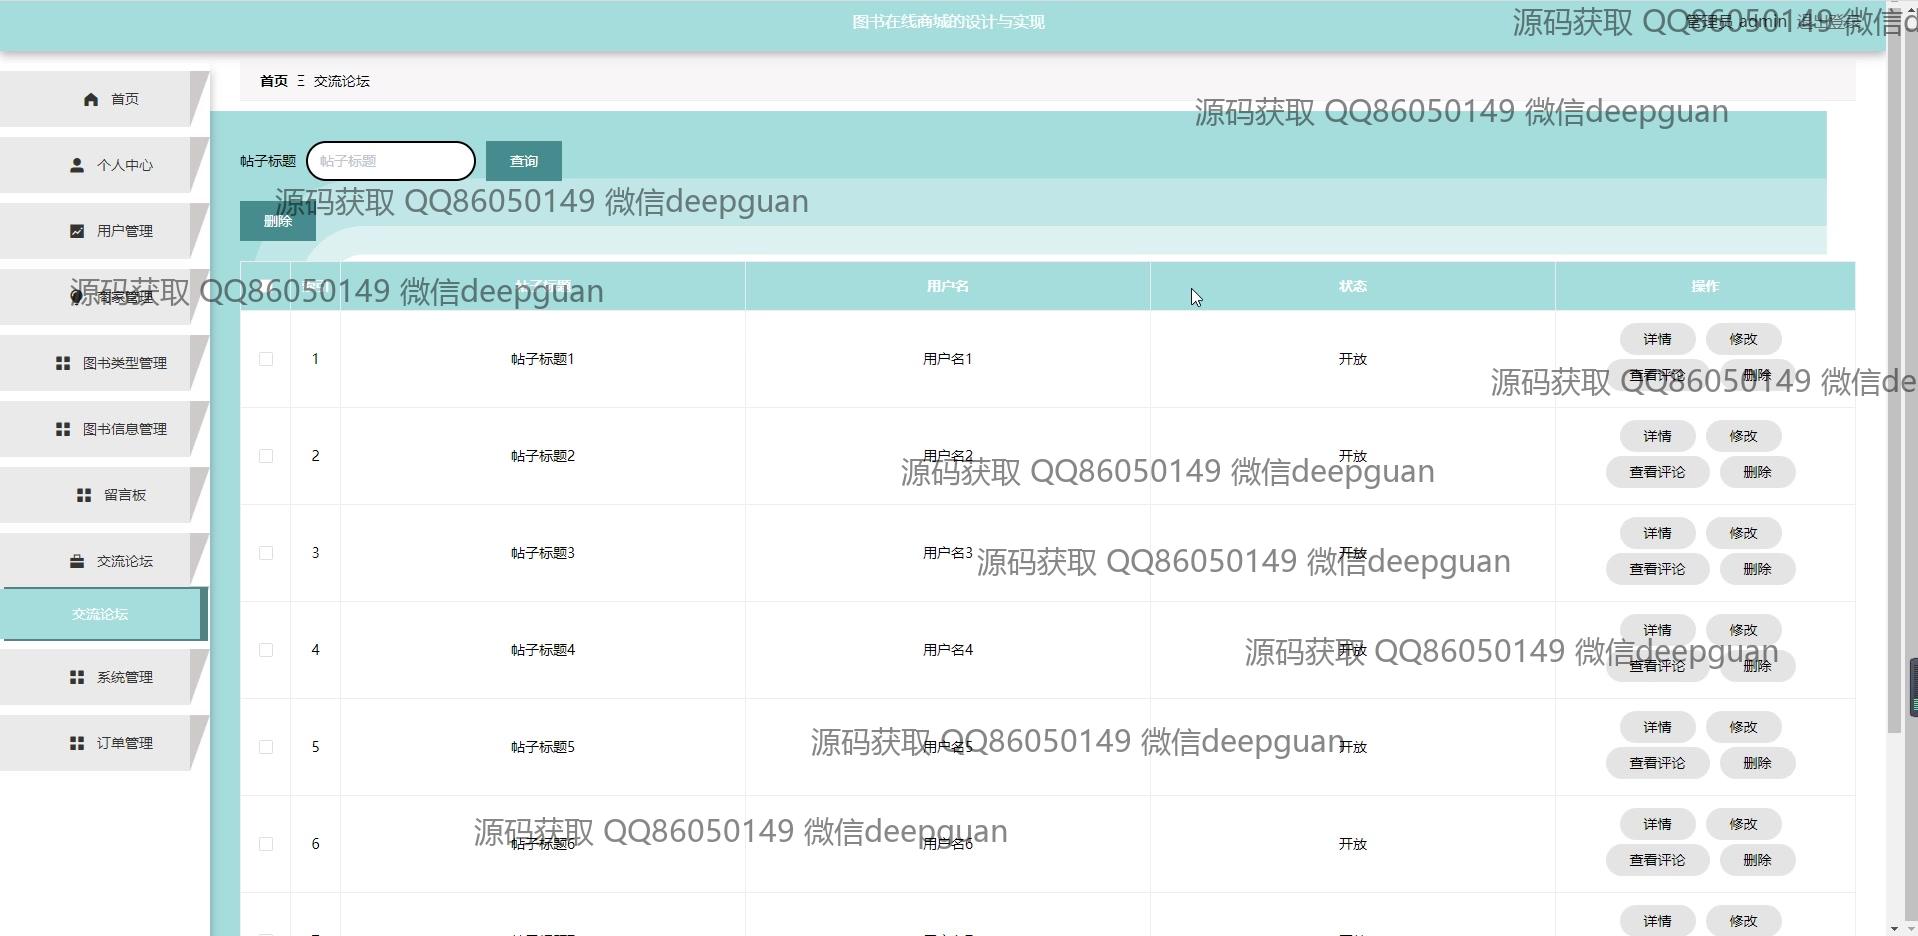 图书在线商城的设计与实现
管理员 admin 退出登录
源码获取 QQ86050149 微信d
首页
个人中心
用户管理
商家管理
图书类型管理
图书信息管理
留言板
交流论坛
交流论坛
系统管理
订单管理
首页 Ξ 交流论坛
源码获取 QQ86050149 微信deepguan
帖子标题 帖子标题 查询
源码获取 QQ86050149 微信deepguan
删除
源码获取 QQ86050149 微信deepguan
索引 帖子标题 用户名 状态 操作
1 帖子标题1 用户名1 开放 详情 修改
查看评论 删除
源码获取 QQ86050149 微信de
2 帖子标题2 用户名2 开放 详情 修改
查看评论 删除
源码获取 QQ86050149 微信deepguan
3 帖子标题3 用户名3 开放 详情 修改
查看评论 删除
源码获取 QQ86050149 微信deepguan
4 帖子标题4 用户名4 开放 详情 修改
查看评论 删除
源码获取 QQ86050149 微信deepguan
5 帖子标题5 用户名5 开放 详情 修改
查看评论 删除
源码获取 QQ86050149 微信deepguan
6 帖子标题6 用户名6 开放 详情 修改
查看评论 删除
源码获取 QQ86050149 微信deepguan
详情 修改